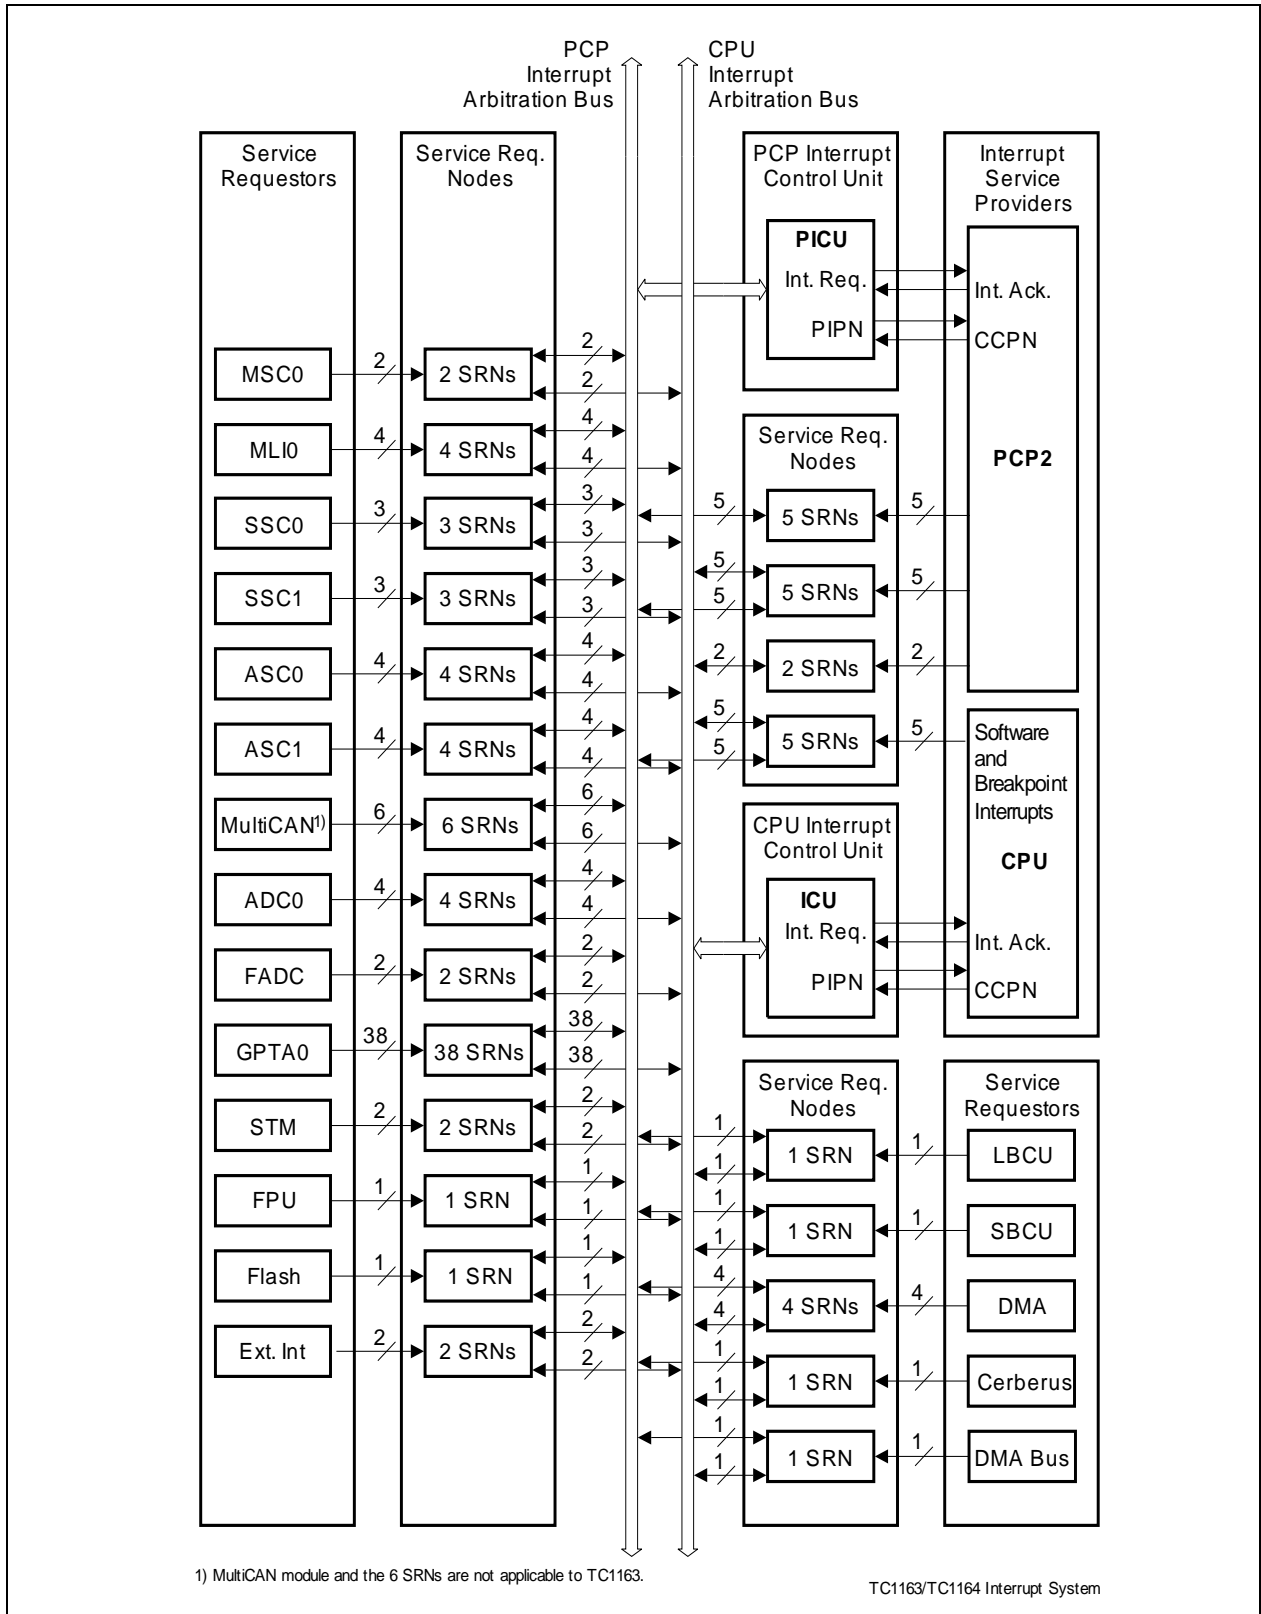 PCP
Interrupt
Arbitration Bus
CPU
Interrupt
Arbitration Bus
Service
Requestors
Service Req.
Nodes
PCP Interrupt
Control Unit
Interrupt
Service
Providers
PICU
Int. Req.
PIPN
Int. Ack.
CCPN
PCP2
MSC0
2
2 SRNs
2
2
MLI0
4
4 SRNs
4
4
SSC0
3
3 SRNs
3
3
SSC1
3
3 SRNs
3
3
ASC0
4
4 SRNs
4
4
ASC1
4
4 SRNs
4
4
MultiCAN1)
6
6 SRNs
6
6
ADC0
4
4 SRNs
4
4
FADC
2
2 SRNs
2
2
GPTA0
38
38 SRNs
38
38
STM
2
2 SRNs
2
2
FPU
1
1 SRN
1
1
Flash
1
1 SRN
1
1
Ext. Int
2
2 SRNs
2
2
Service Req.
Nodes
5
5 SRNs
5
5
5
5 SRNs
5
2
2 SRNs
2
5
5
5 SRNs
5
Software
and
Breakpoint
Interrupts
CPU
CPU Interrupt
Control Unit
ICU
Int. Req.
PIPN
Int. Ack.
CCPN
Service Req.
Nodes
Service
Requestors
1
1
1 SRN
1
LBCU
1
1
1 SRN
1
SBCU
4
4
4 SRNs
4
DMA
1
1
1 SRN
1
Cerberus
1
1
1 SRN
1
DMA Bus
1) MultiCAN module and the 6 SRNs are not applicable to TC1163.
TC1163/TC1164 Interrupt System